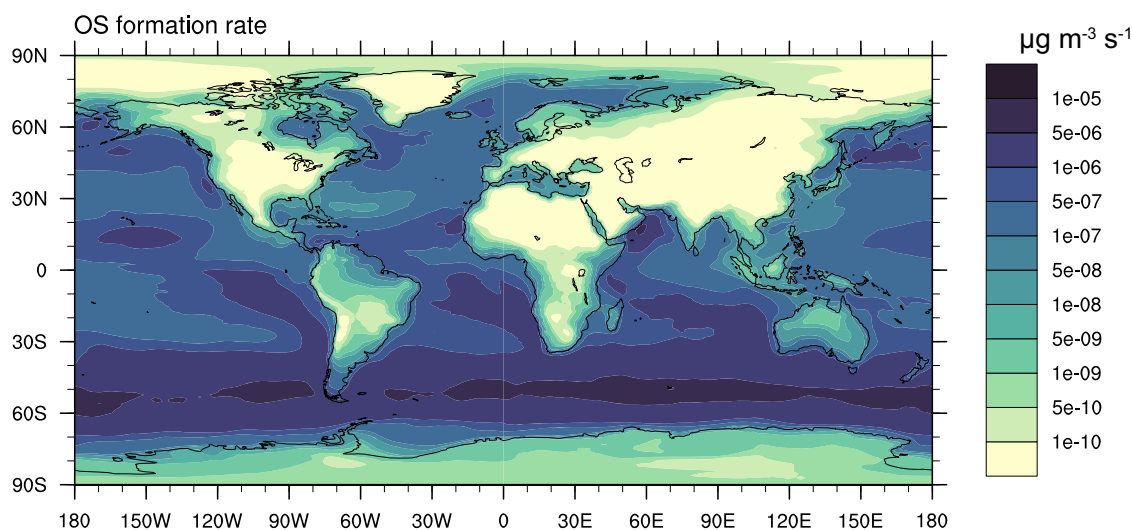 OS formation rate
µg m-3 s-1
90N
60N
30N
0
30S
60S
90S
180 150W 120W 90W 60W 30W 0 30E 60E 90E 120E 150E 180
1e-05
5e-06
1e-06
5e-07
1e-07
5e-08
1e-08
5e-09
1e-09
5e-10
1e-10